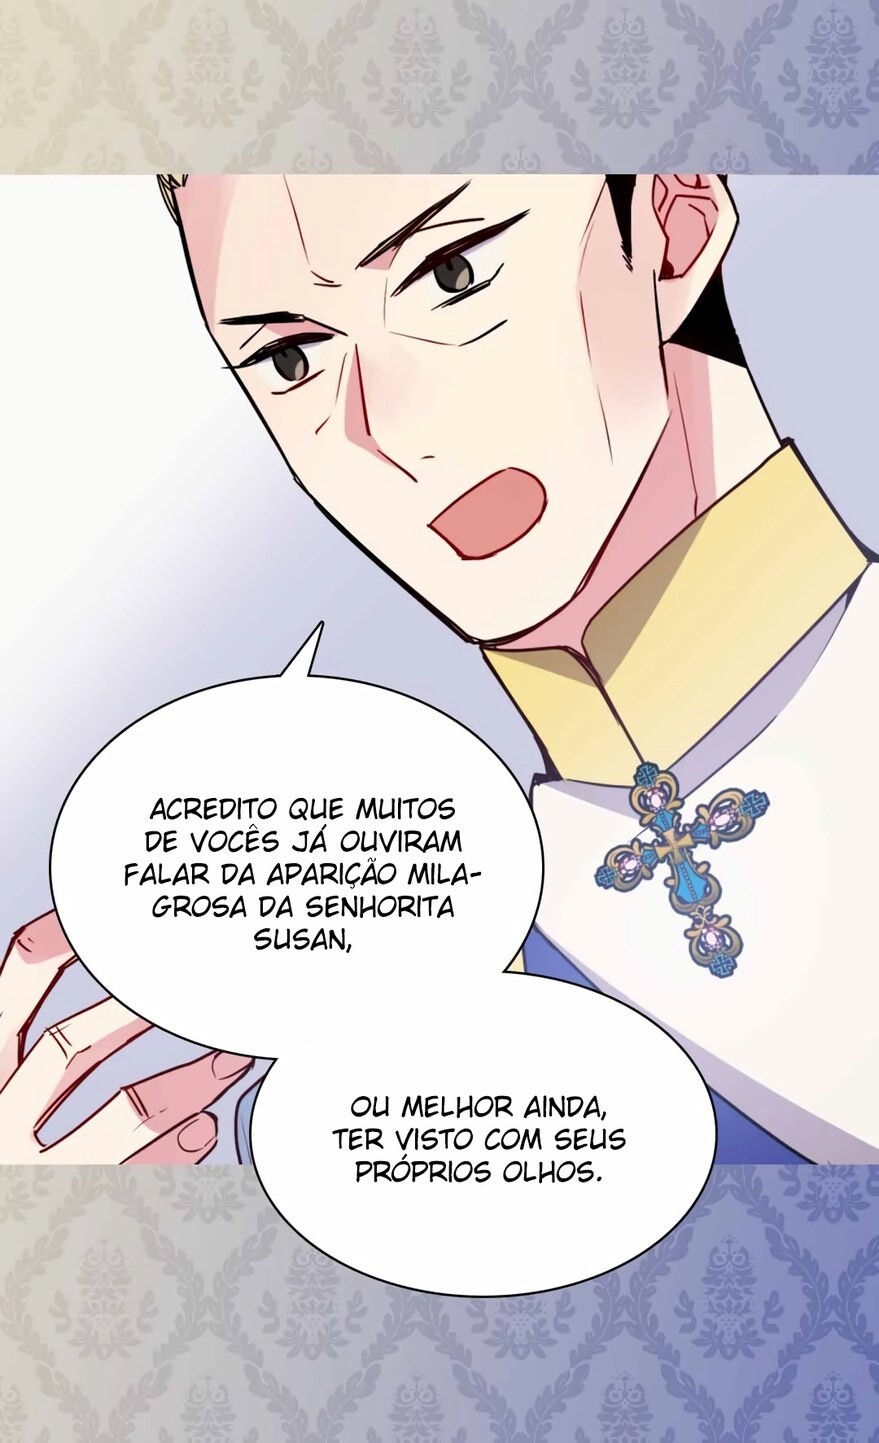 ACREDITO QUE MUITOS
DE VOCÊS JÁ OUVIRAM
FALAR DA APARIÇÃO MILA-
GROSA DA SENHORITA
SUSAN,
OU MELHOR AINDA,
TER VISTO COM SEUS
PRÓPRIOS OLHOS.